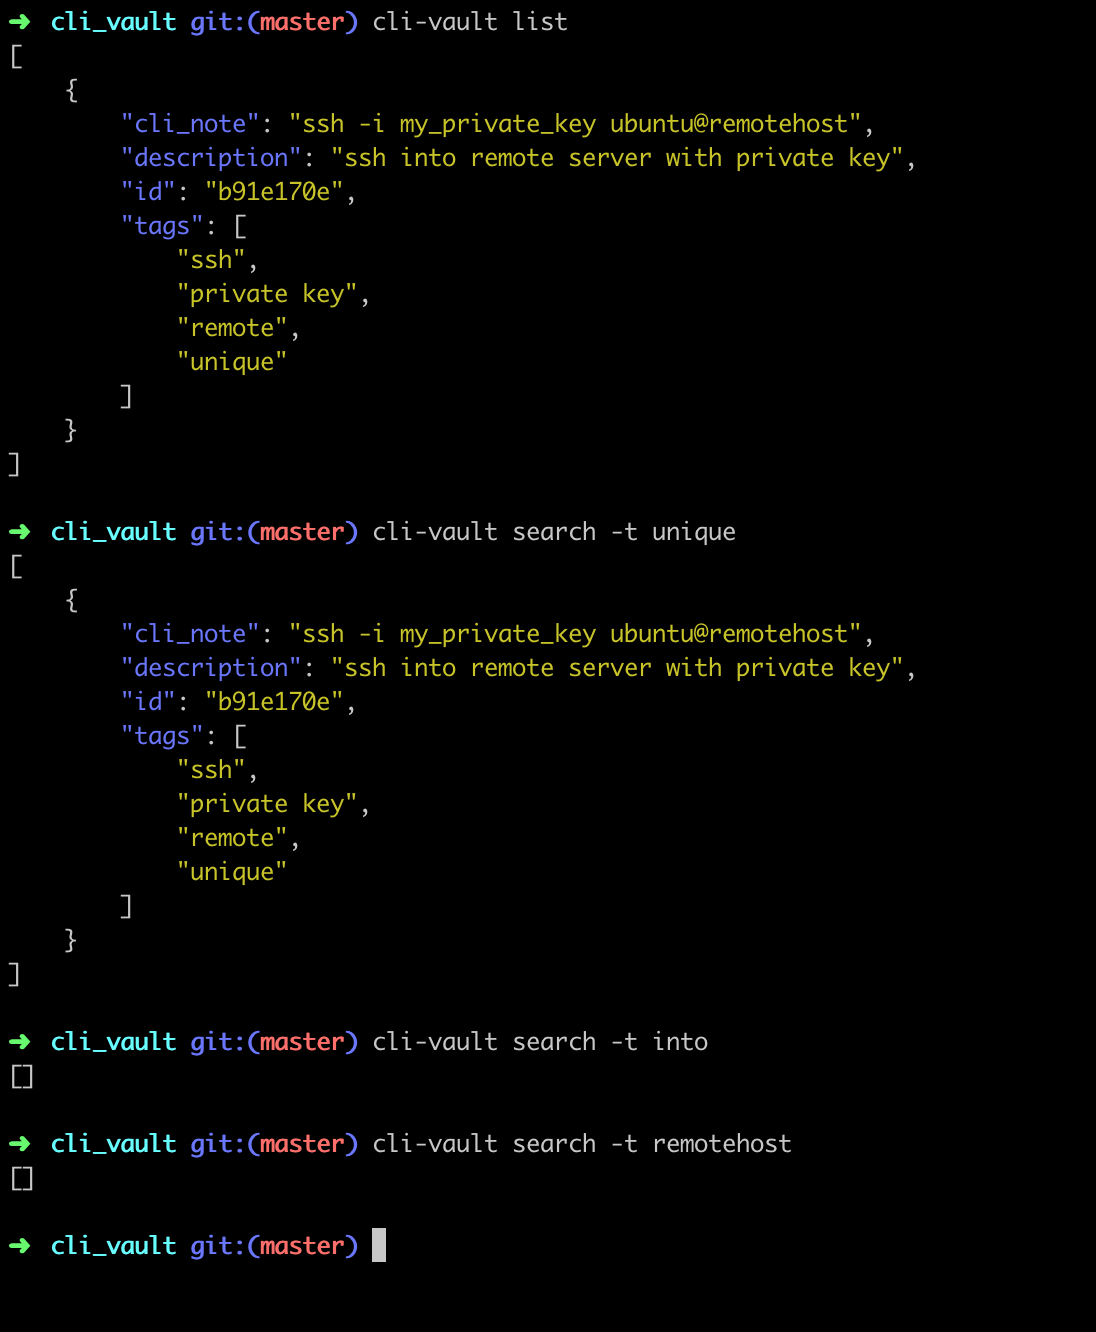 ➜ cli_vault git:(master) cli-vault list
[
    {
        "cli_note": "ssh -i my_private_key ubuntu@remotehost",
        "description": "ssh into remote server with private key",
        "id": "b91e170e",
        "tags": [
            "ssh",
            "private key",
            "remote",
            "unique"
        ]
    }
]
➜ cli_vault git:(master) cli-vault search -t unique
[
    {
        "cli_note": "ssh -i my_private_key ubuntu@remotehost",
        "description": "ssh into remote server with private key",
        "id": "b91e170e",
        "tags": [
            "ssh",
            "private key",
            "remote",
            "unique"
        ]
    }
]
➜ cli_vault git:(master) cli-vault search -t into
[]
➜ cli_vault git:(master) cli-vault search -t remotehost
[]
➜ cli_vault git:(master)